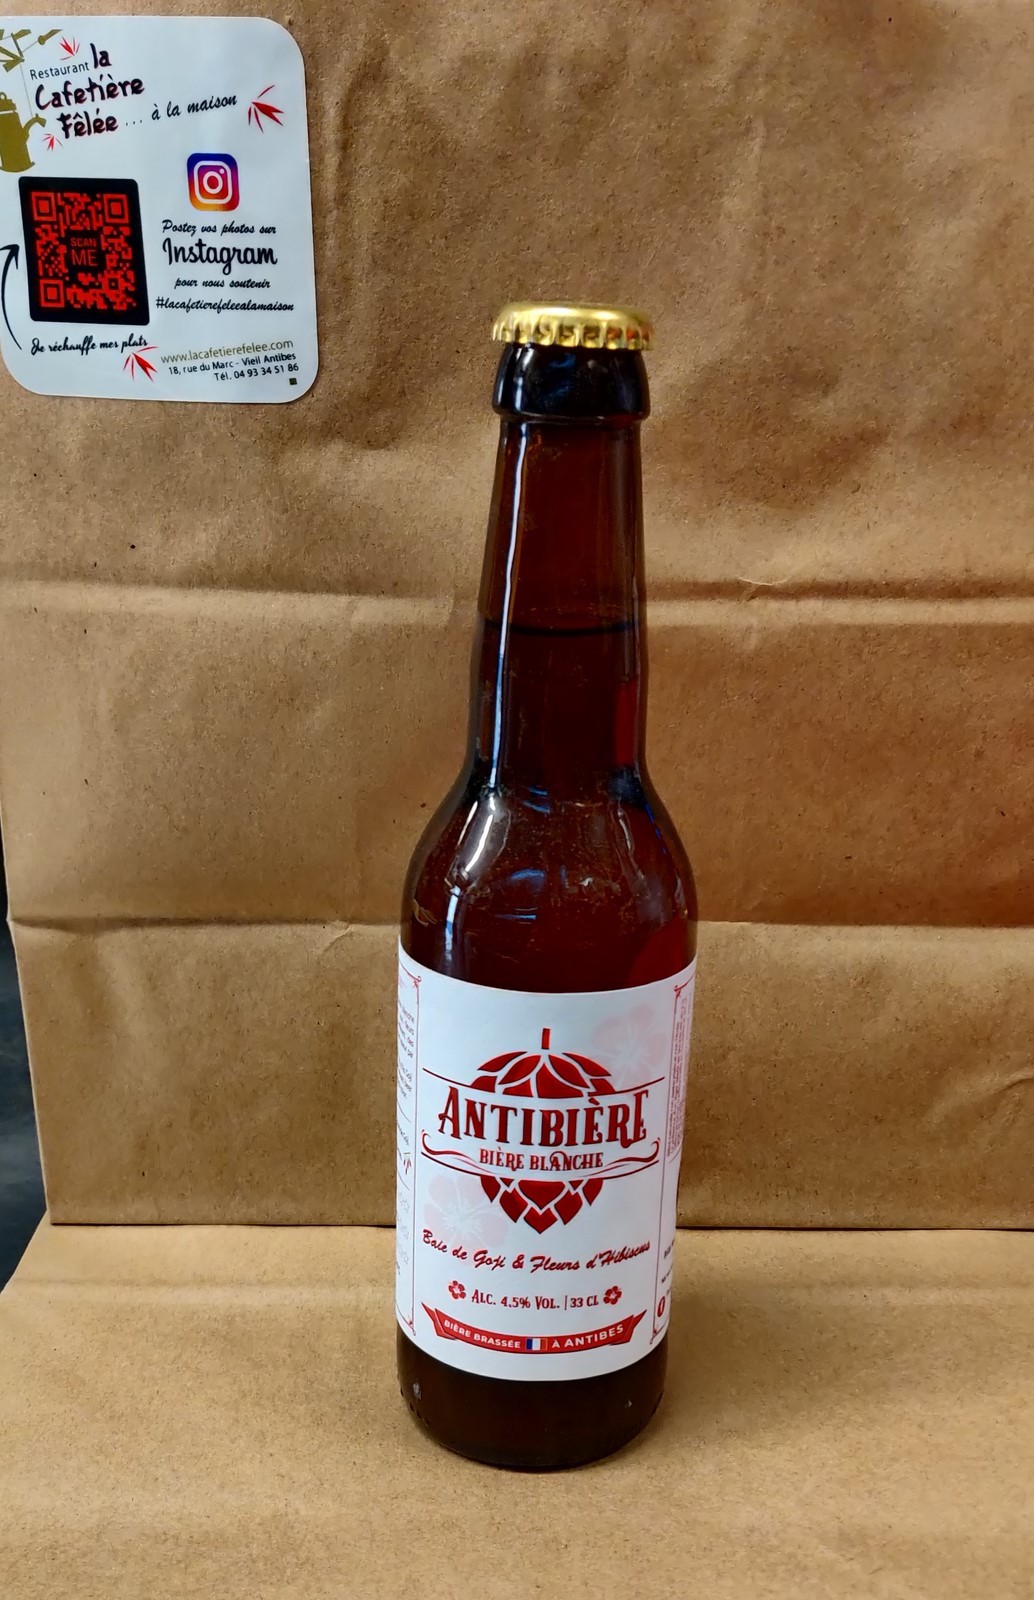 Restaurant la
Cafetière
Fêlée ... à la maison
SCAN
ME
Postez vos photos sur
Instagram
pour nous soutenir
#lacafetierefeleealamaison
Je réchauffe mes plats
www.lacafetierefelee.com
18, rue du Marc - Vieil Antibes
Tél. 04 93 34 51 86
ANTIBIÈRE
BIÈRE BLANCHE
Baie de Goji & Fleurs d'Hibiscus
ALC. 4.5% VOL. | 33 CL
BIÈRE BRASSÉE À ANTIBES